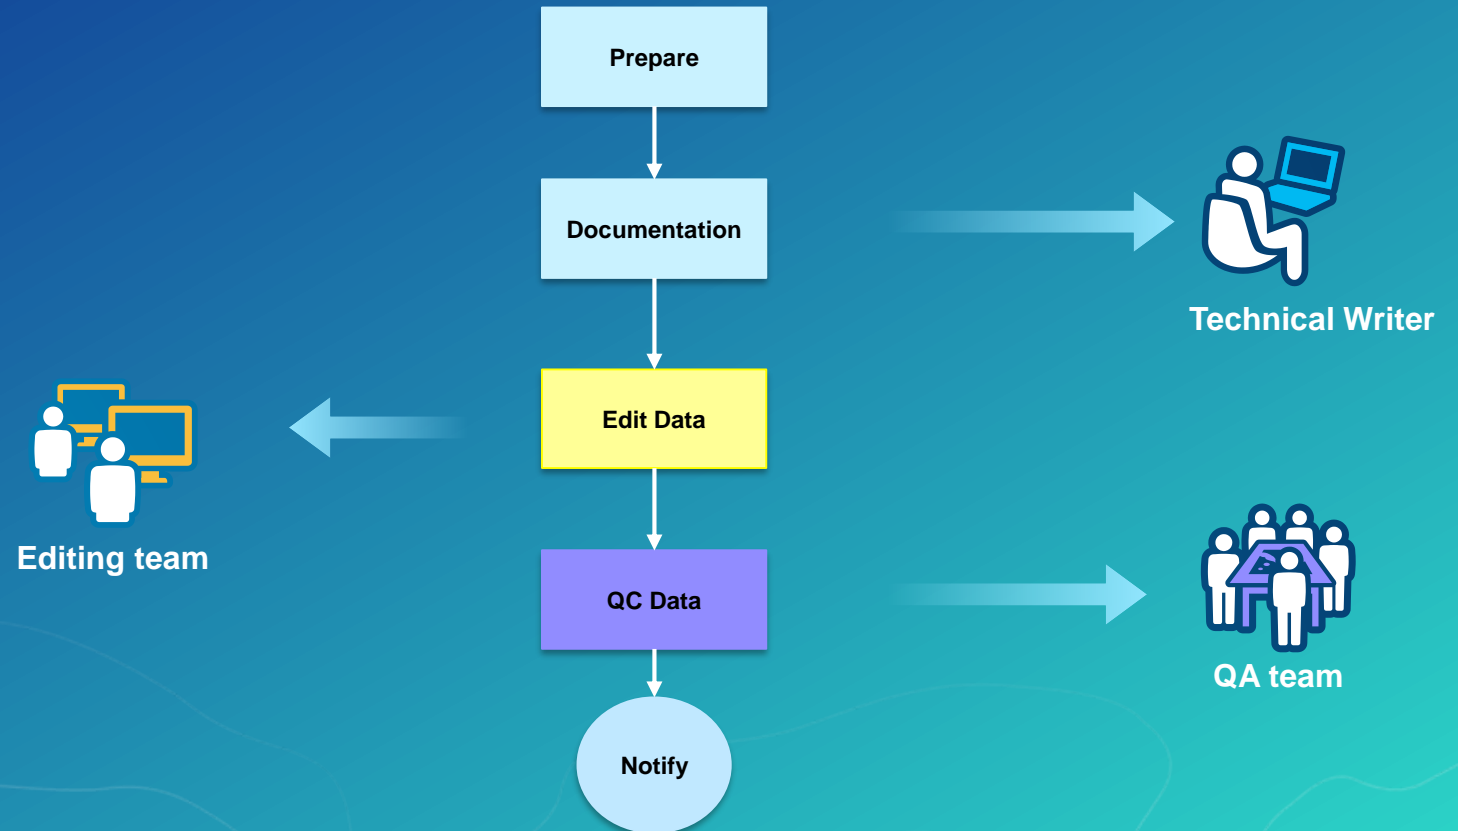 Prepare
Documentation
Technical Writer
Edit Data
Editing team
QC Data
QA team
Notify